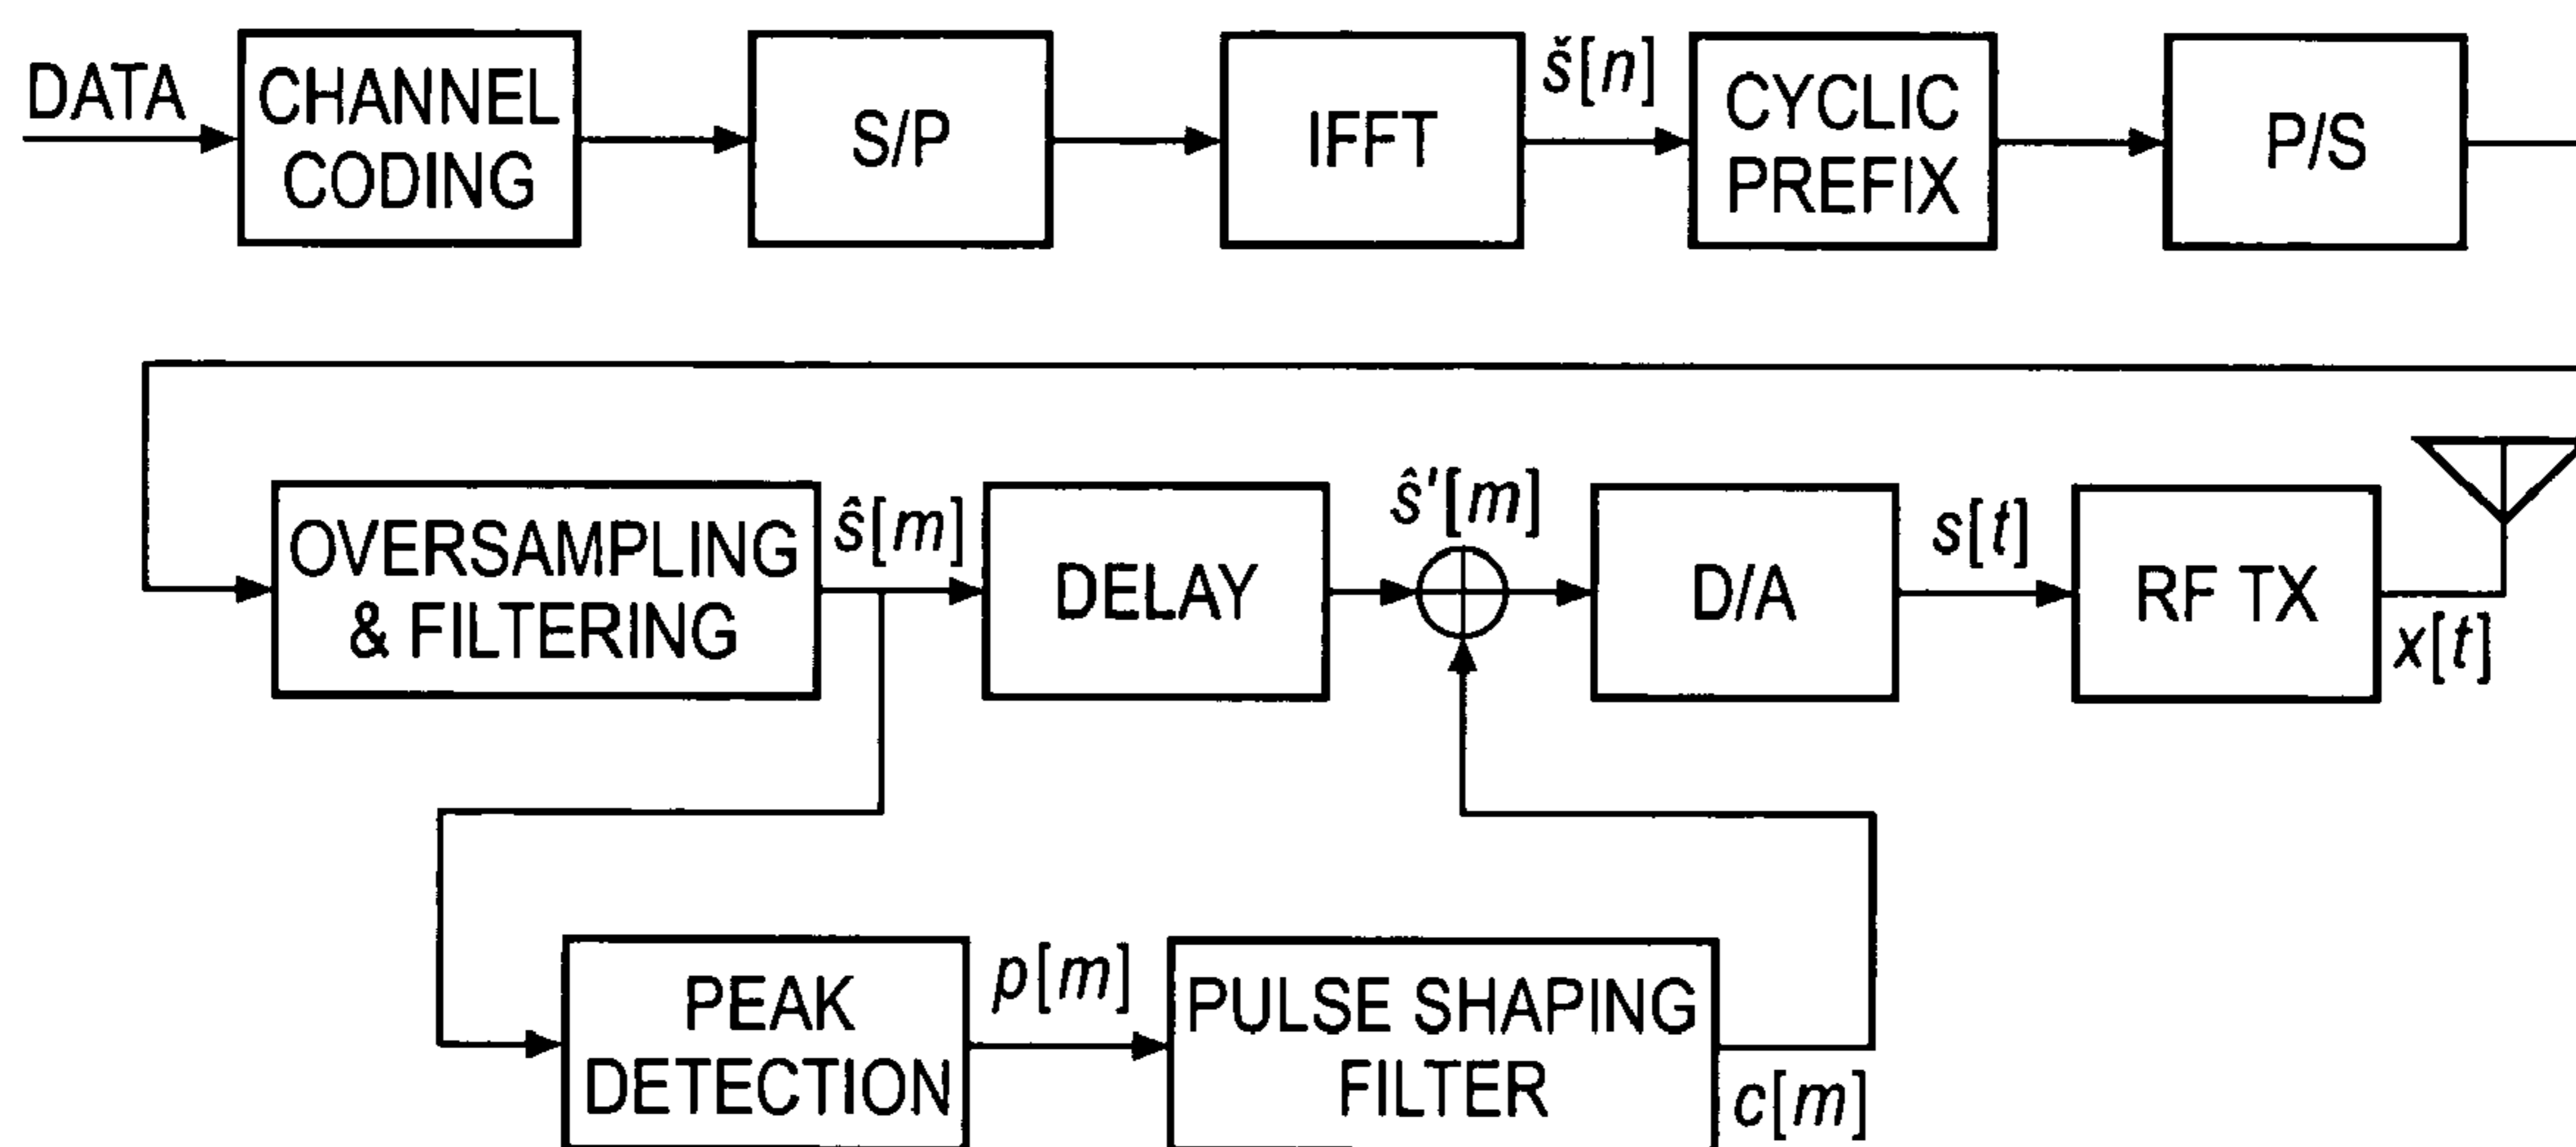 DATA
CHANNEL
CODING
S/P
IFFT
š[n]
CYCLIC
PREFIX
P/S
OVERSAMPLING
& FILTERING
ŝ[m]
DELAY
ŝ'[m]
D/A
s[t]
RF TX
x[t]
PEAK
DETECTION
p[m]
PULSE SHAPING
FILTER
c[m]